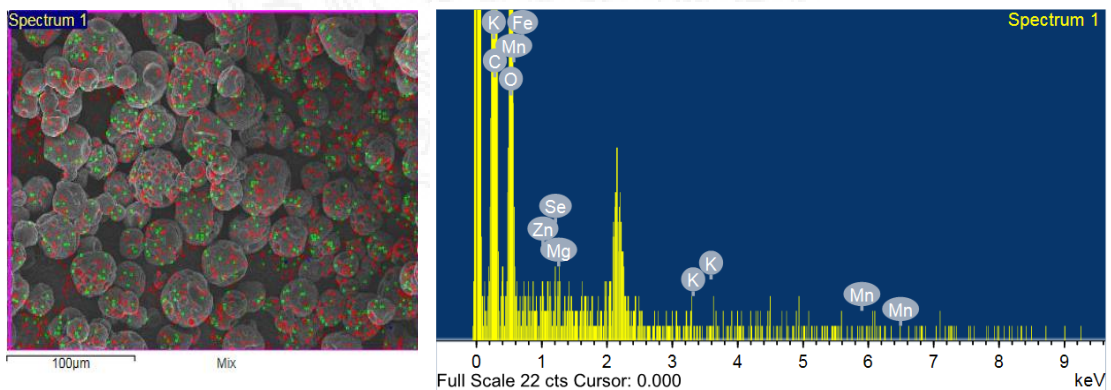 Spectrum 1
100µm
Mix
Spectrum 1
K
Fe
Mn
C
O
Se
Zn
Mg
K
K
Mn
Mn
0 1 2 3 4 5 6 7 8 9
Full Scale 22 cts Cursor: 0.000
keV